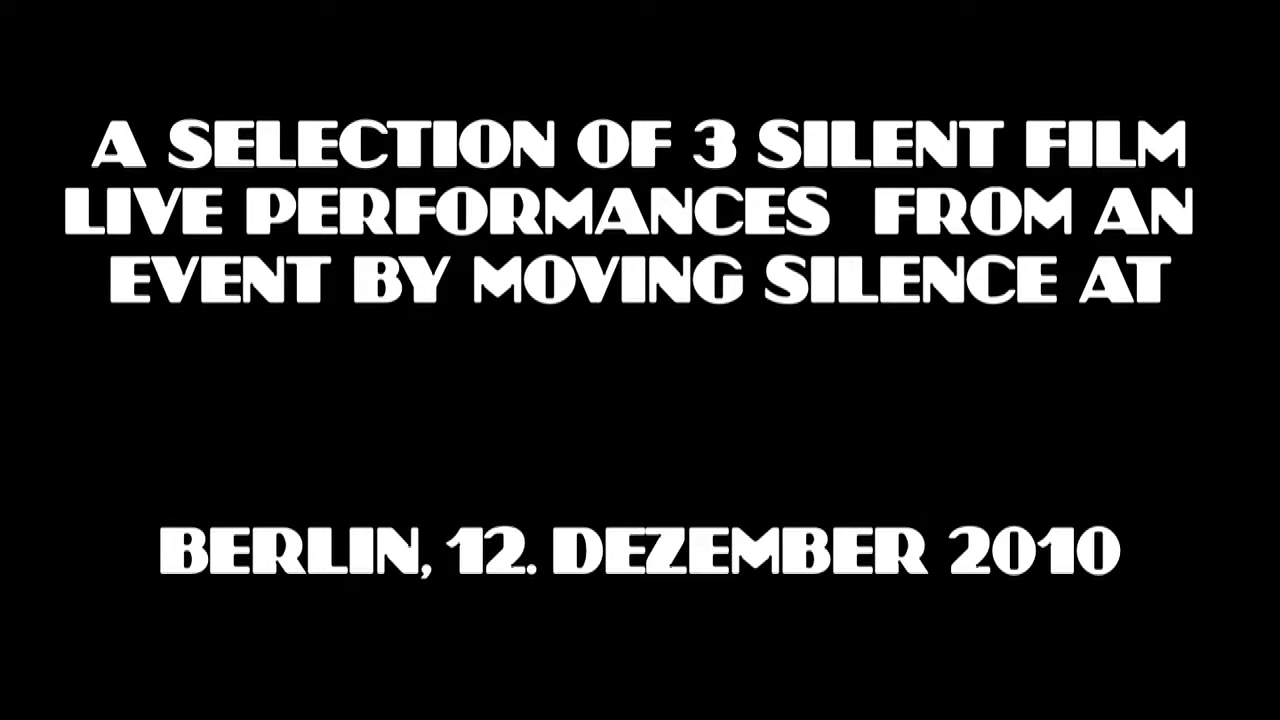 A SELECTION OF 3 SILENT FILM
LIVE PERFORMANCES FROM AN
EVENT BY MOVING SILENCE AT
BERLIN, 12. DEZEMBER 2010